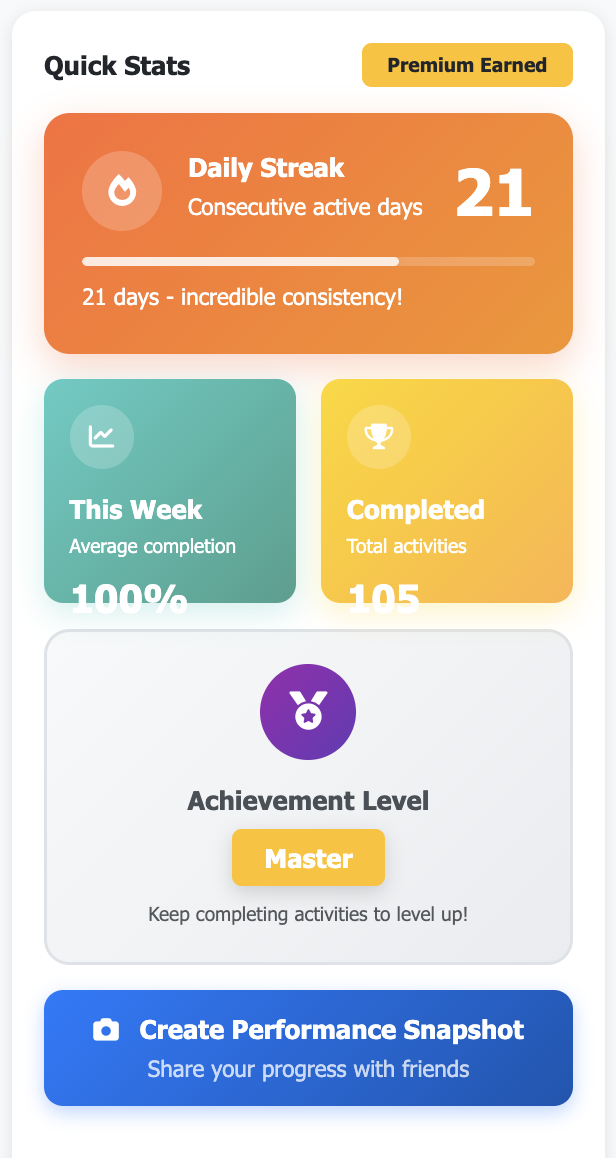 Quick Stats
Premium Earned
Daily Streak
Consecutive active days
21
21 days - incredible consistency!
This Week
Average completion
100%
Completed
Total activities
105
Achievement Level
Master
Keep completing activities to level up!
Create Performance Snapshot
Share your progress with friends